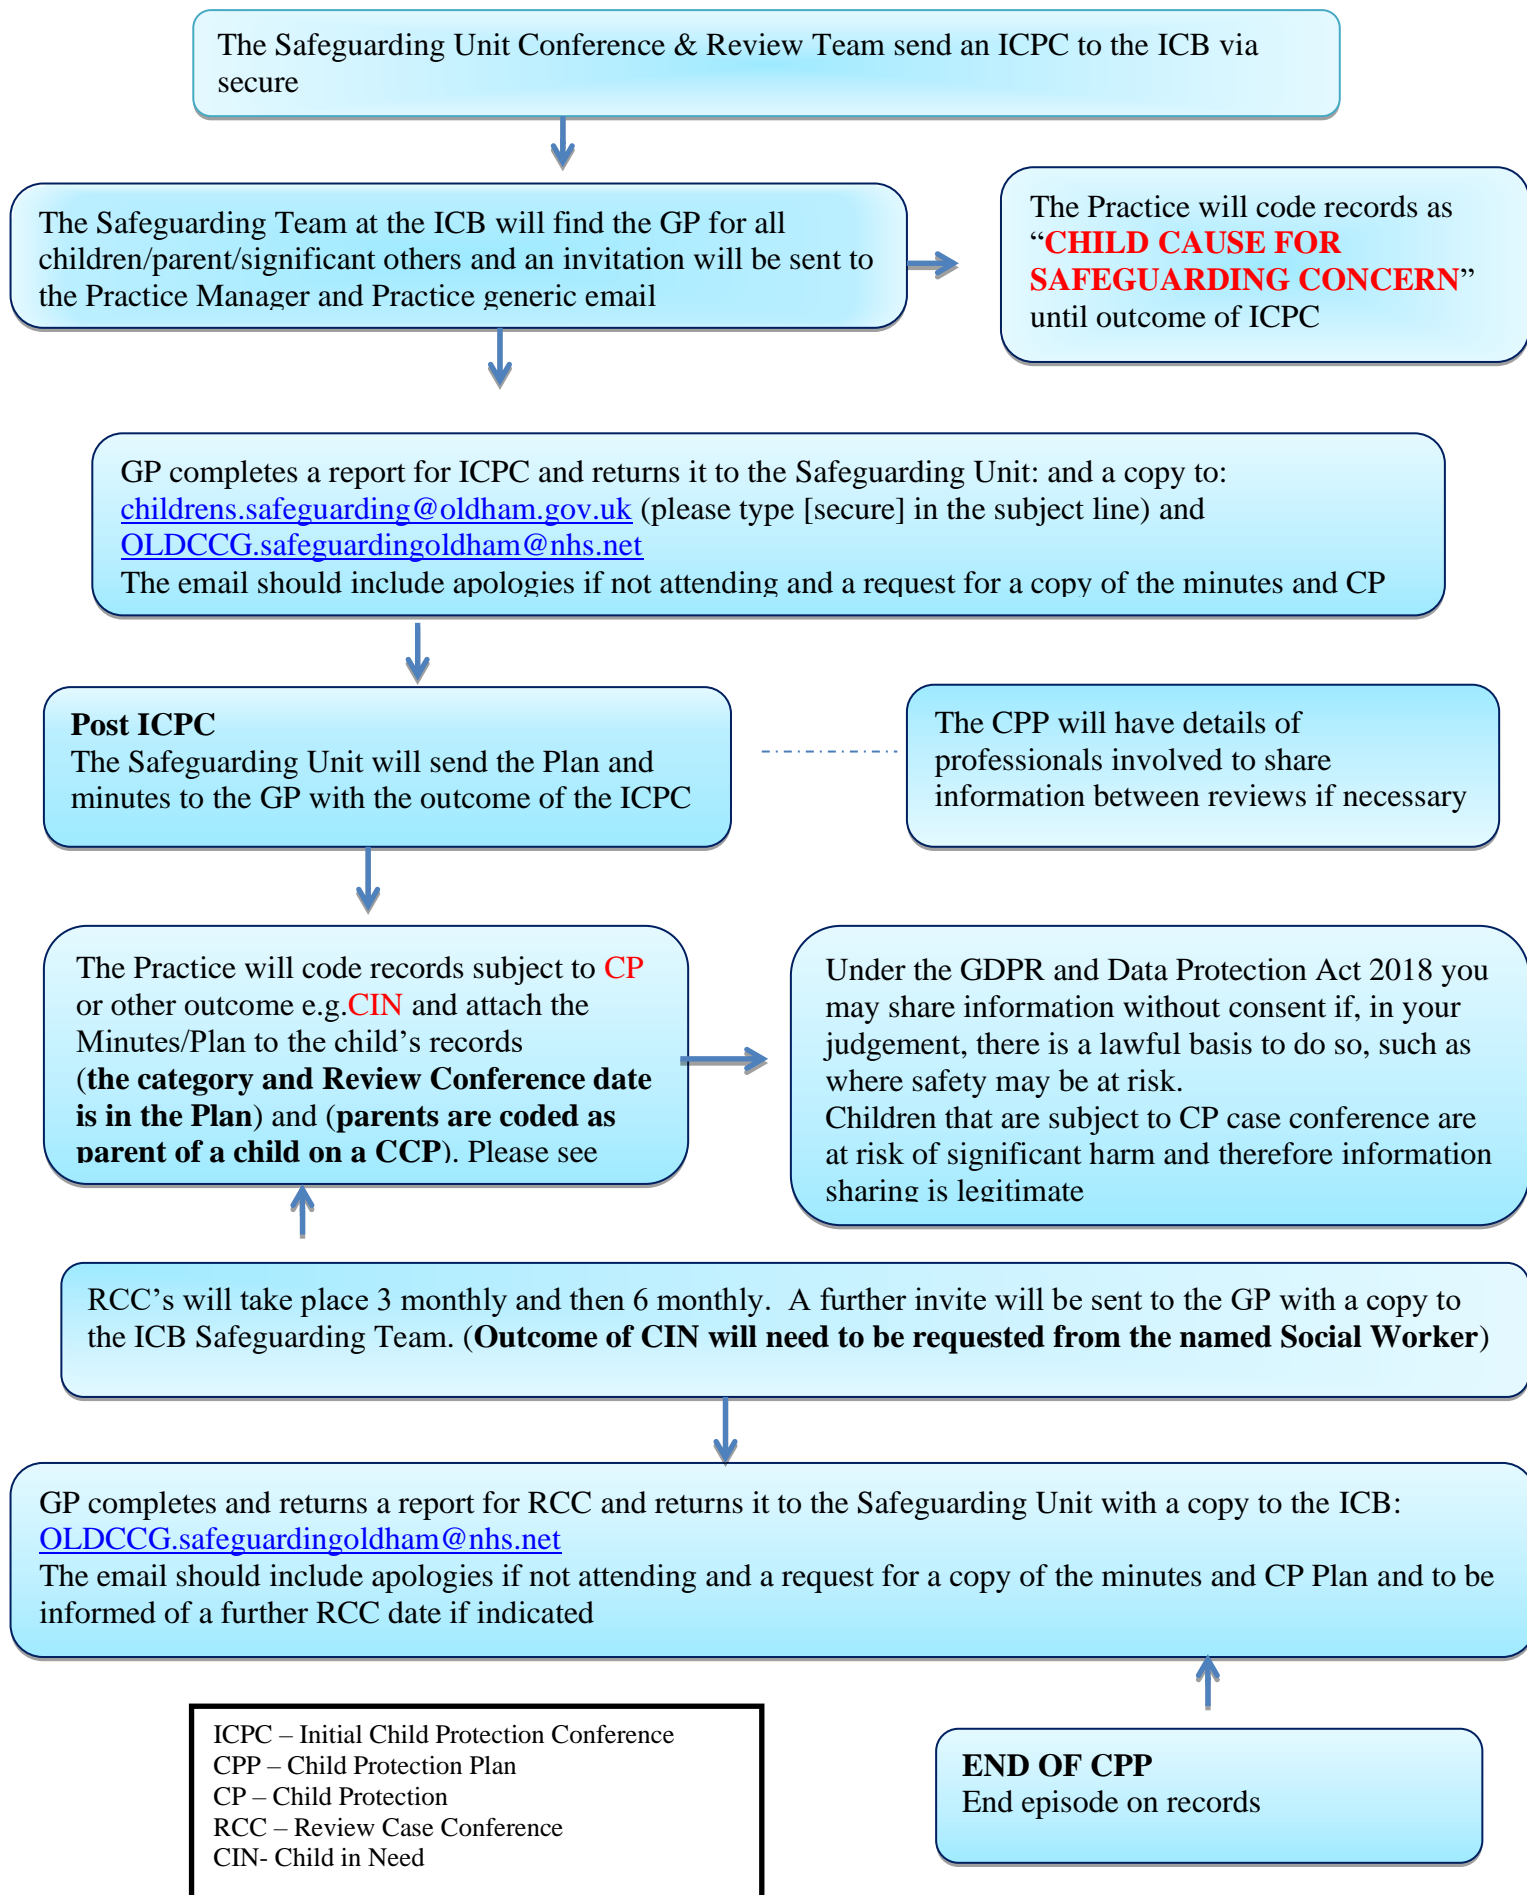 The Safeguarding Unit Conference & Review Team send an ICPC to the ICB via
secure
The Safeguarding Team at the ICB will find the GP for all
children/parent/significant others and an invitation will be sent to
the Practice Manager and Practice generic email
The Practice will code records as
“CHILD CAUSE FOR
SAFEGUARDING CONCERN”
until outcome of ICPC
GP completes a report for ICPC and returns it to the Safeguarding Unit: and a copy to:
childrens.safeguarding@oldham.gov.uk (please type [secure] in the subject line) and
OLDCCG.safeguardingoldham@nhs.net
The email should include apologies if not attending and a request for a copy of the minutes and CP
Post ICPC
The Safeguarding Unit will send the Plan and
minutes to the GP with the outcome of the ICPC
The CPP will have details of
professionals involved to share
information between reviews if necessary
The Practice will code records subject to CP
or other outcome e.g.CIN and attach the
Minutes/Plan to the child’s records
(the category and Review Conference date
is in the Plan) and (parents are coded as
parent of a child on a CCP). Please see
Under the GDPR and Data Protection Act 2018 you
may share information without consent if, in your
judgement, there is a lawful basis to do so, such as
where safety may be at risk.
Children that are subject to CP case conference are
at risk of significant harm and therefore information
sharing is legitimate
RCC’s will take place 3 monthly and then 6 monthly.  A further invite will be sent to the GP with a copy to
the ICB Safeguarding Team. (Outcome of CIN will need to be requested from the named Social Worker)
GP completes and returns a report for RCC and returns it to the Safeguarding Unit with a copy to the ICB:
OLDCCG.safeguardingoldham@nhs.net
The email should include apologies if not attending and a request for a copy of the minutes and CP Plan and to be
informed of a further RCC date if indicated
ICPC – Initial Child Protection Conference
CPP – Child Protection Plan
CP – Child Protection
RCC – Review Case Conference
CIN- Child in Need
END OF CPP
End episode on records